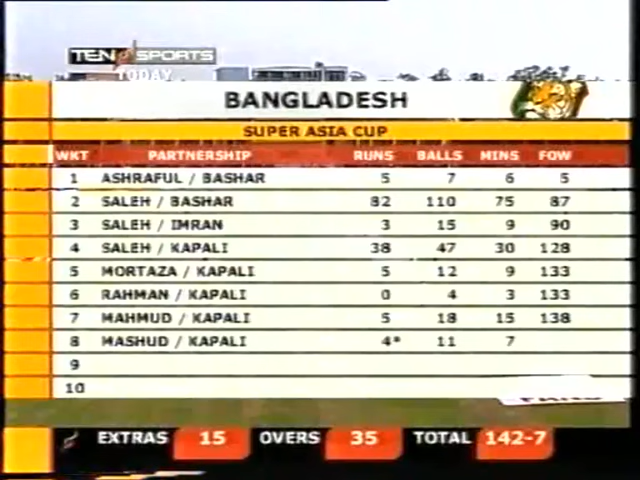 TEN SPORTS
TODAY
BANGLADESH
SUPER ASIA CUP
WKT PARTNERSHIP RUNS BALLS MINS FOW
1 ASHRAFUL / BASHAR 5 7 6 5
2 SALEH / BASHAR 82 110 75 87
3 SALEH / IMRAN 3 15 9 90
4 SALEH / KAPALI 38 47 30 128
5 MORTAZA / KAPALI 5 12 9 133
6 RAHMAN / KAPALI 0 4 3 133
7 MAHMUD / KAPALI 5 18 15 138
8 MASHUD / KAPALI 4* 11 7
9
10
EXTRAS 15 OVERS 35 TOTAL 142-7